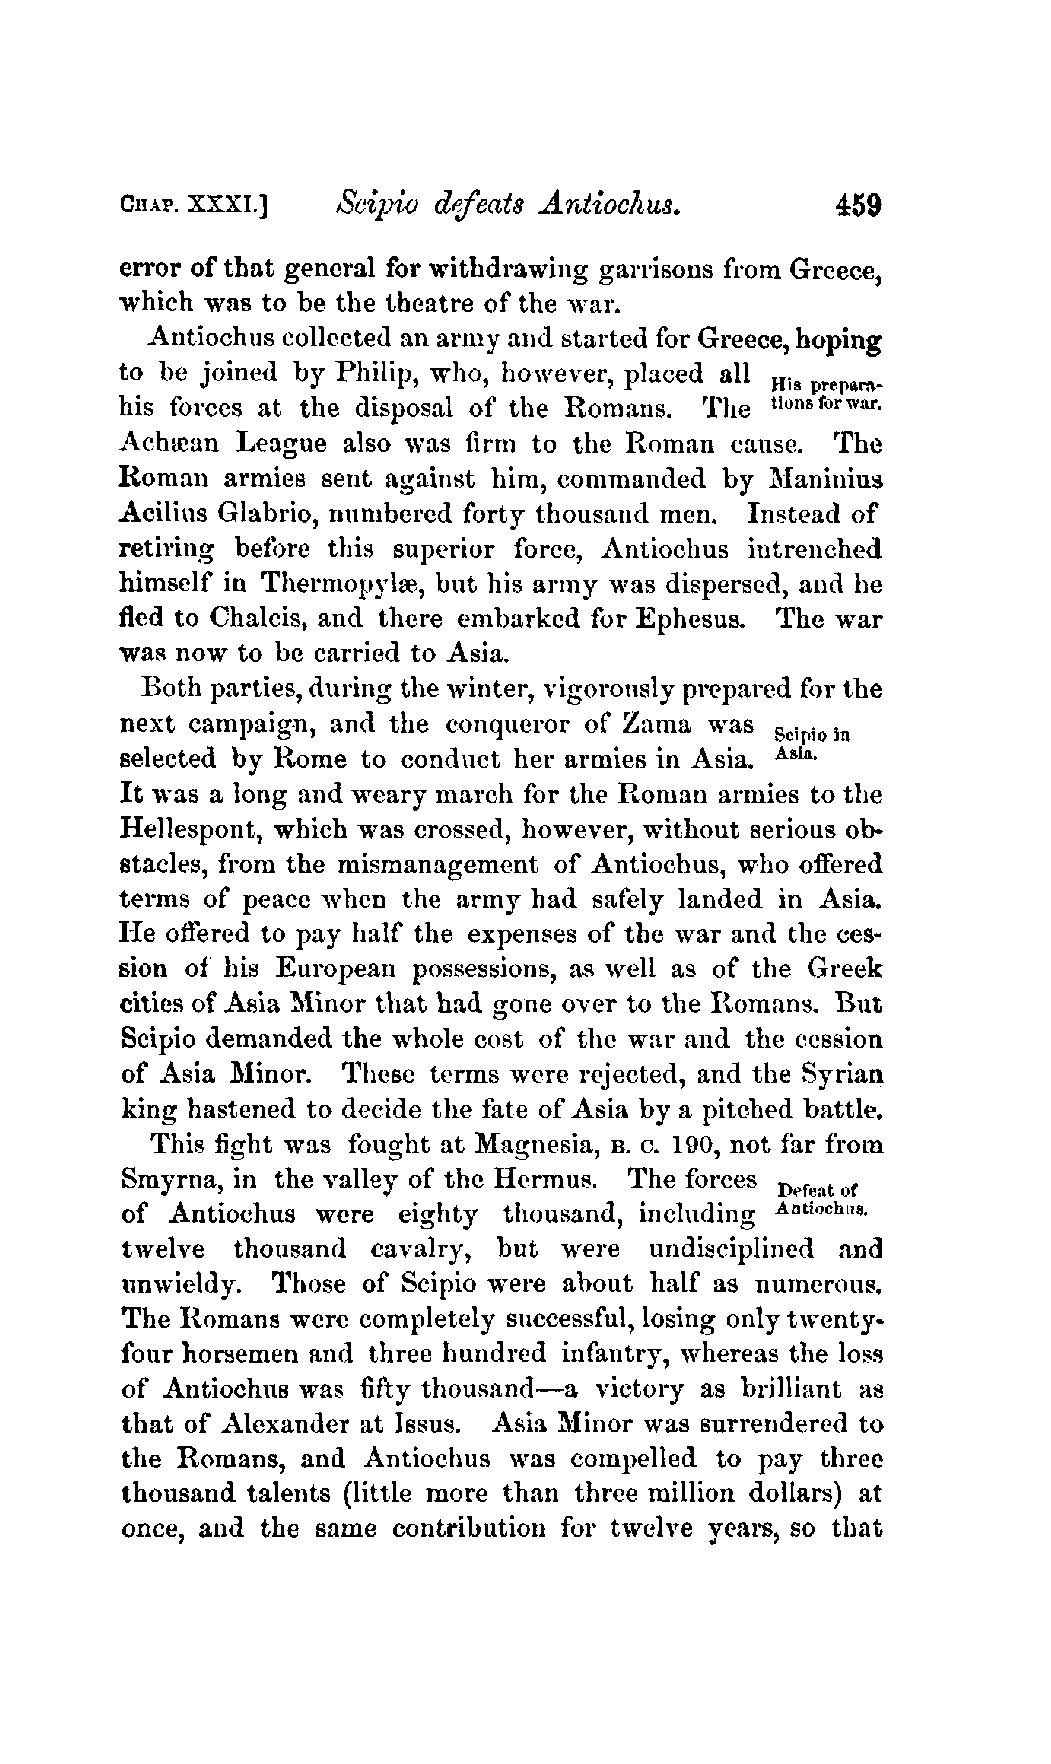 CHAP. XXXI.] Scipio defeats Antiochus. 459
error of that general for withdrawing garrisons from Greece,
which was to be the theatre of the war.
Antiochus collected an army and started for Greece, hoping
to be joined by Philip, who, however, placed all
His prepara-
his forces at the disposal of the Romans. The
tions for war.
Achæan League also was firm to the Roman cause. The
Roman armies sent against him, commanded by Maninius
Acilius Glabrio, numbered forty thousand men. Instead of
retiring before this superior force, Antiochus intrenched
himself in Thermopylæ, but his army was dispersed, and he
fled to Chalcis, and there embarked for Ephesus. The war
was now to be carried to Asia.
Both parties, during the winter, vigorously prepared for the
next campaign, and the conqueror of Zama was
Scipio in
selected by Rome to conduct her armies in Asia.
Asia.
It was a long and weary march for the Roman armies to the
Hellespont, which was crossed, however, without serious ob-
stacles, from the mismanagement of Antiochus, who offered
terms of peace when the army had safely landed in Asia.
He offered to pay half the expenses of the war and the ces-
sion of his European possessions, as well as of the Greek
cities of Asia Minor that had gone over to the Romans. But
Scipio demanded the whole cost of the war and the cession
of Asia Minor. These terms were rejected, and the Syrian
king hastened to decide the fate of Asia by a pitched battle.
This fight was fought at Magnesia, B. C. 190, not far from
Smyrna, in the valley of the Hermus. The forces
Defeat of
of Antiochus were eighty thousand, including
Antiochus.
twelve thousand cavalry, but were undisciplined and
unwieldy. Those of Scipio were about half as numerous.
The Romans were completely successful, losing only twenty-
four horsemen and three hundred infantry, whereas the loss
of Antiochus was fifty thousand—a victory as brilliant as
that of Alexander at Issus. Asia Minor was surrendered to
the Romans, and Antiochus was compelled to pay three
thousand talents (little more than three million dollars) at
once, and the same contribution for twelve years, so that